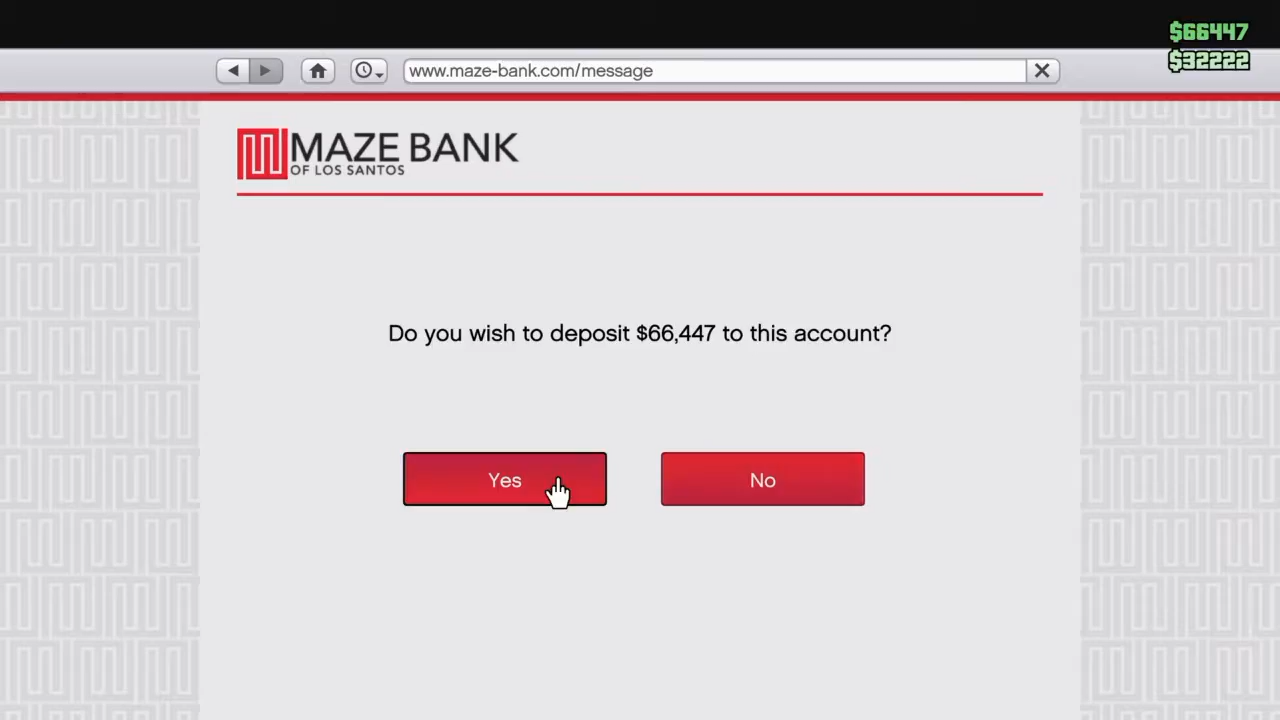 $66447
$32222
www.maze-bank.com/message
MAZE BANK
OF LOS SANTOS
Do you wish to deposit $66,447 to this account?
Yes
No